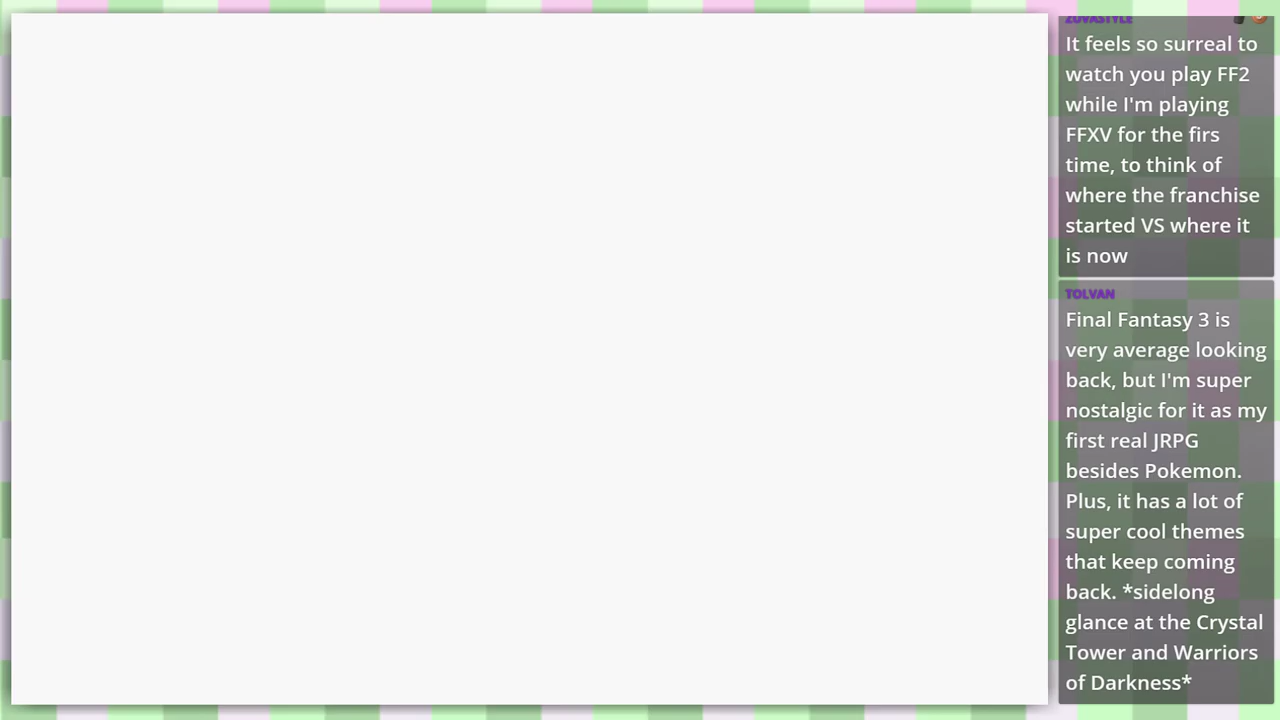 ZUVASTYLE
It feels so surreal to
watch you play FF2
while I'm playing
FFXV for the firs
time, to think of
where the franchise
started VS where it
is now
TOLVAN
Final Fantasy 3 is
very average looking
back, but I'm super
nostalgic for it as my
first real JRPG
besides Pokemon.
Plus, it has a lot of
super cool themes
that keep coming
back. *sidelong
glance at the Crystal
Tower and Warriors
of Darkness*